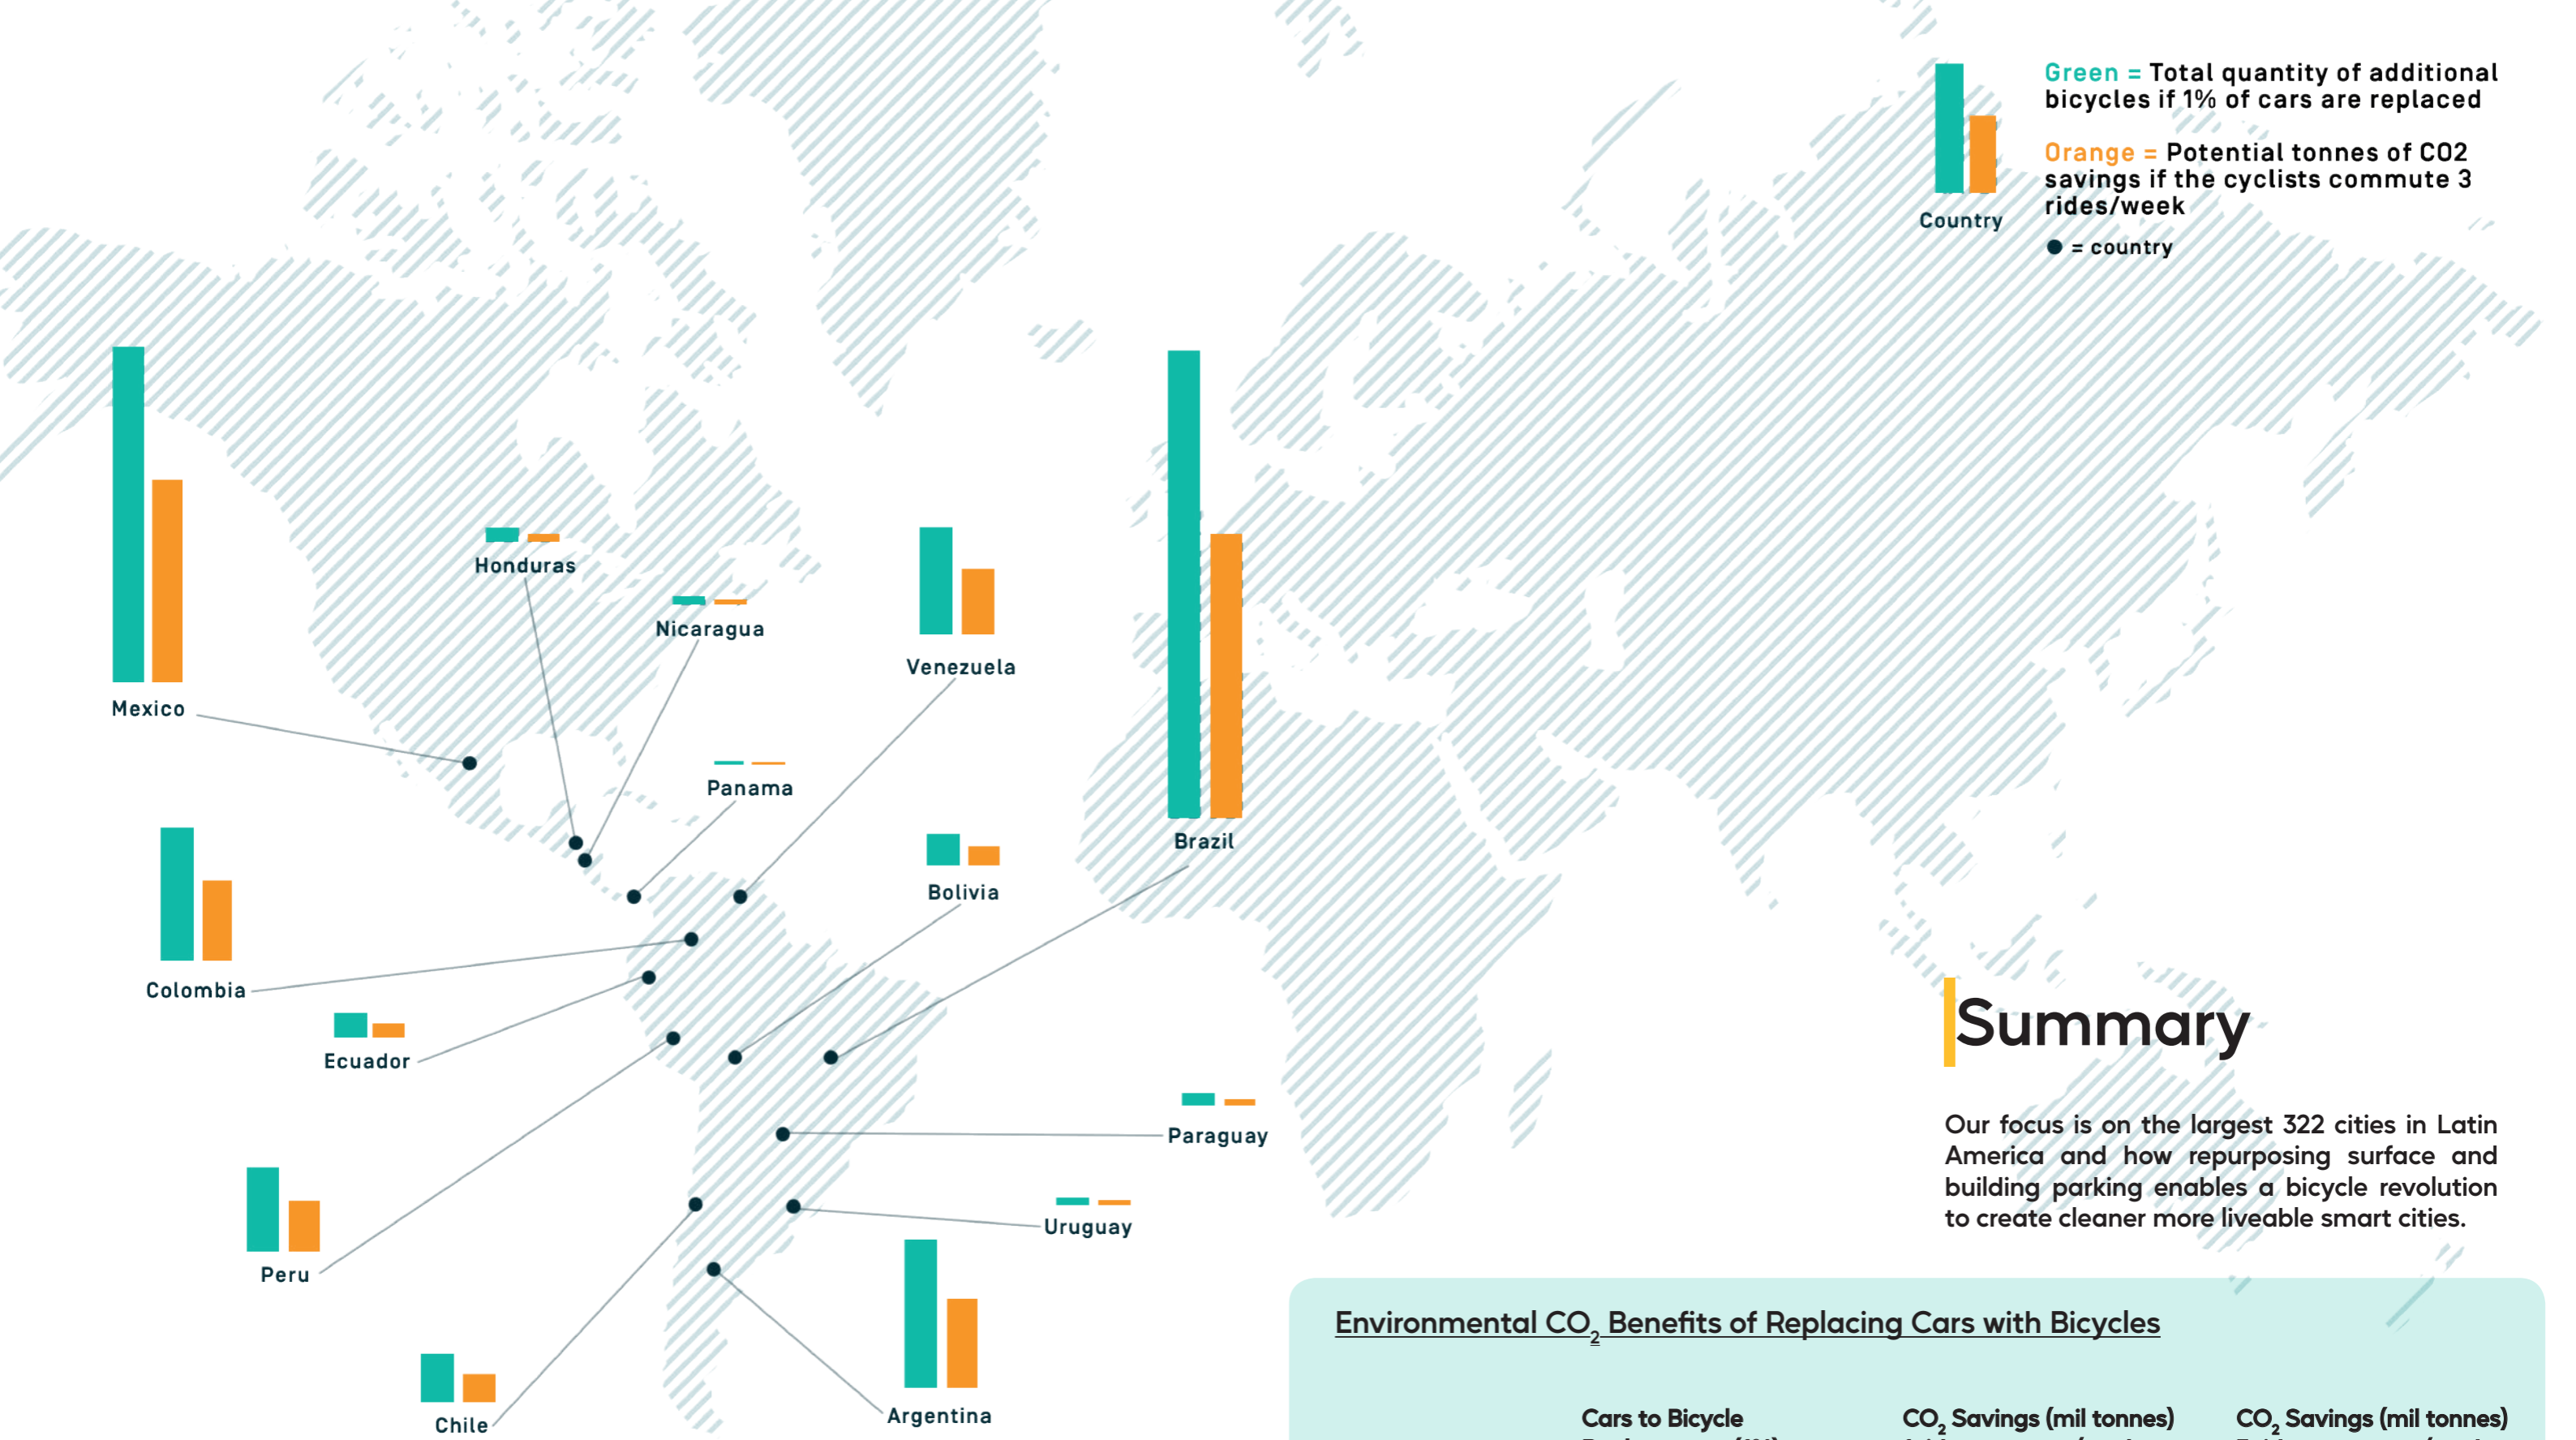 Green = Total quantity of additional
bicycles if 1% of cars are replaced
Orange = Potential tonnes of CO2
savings if the cyclists commute 3
rides/week
Country
= country
Honduras
Nicaragua
Venezuela
Mexico
Panama
Brazil
Bolivia
Colombia
Ecuador
Paraguay
Uruguay
Peru
Argentina
Chile
Summary
Our focus is on the largest 322 cities in Latin
America and how repurposing surface and
building parking enables a bicycle revolution
to create cleaner more liveable smart cities.
Environmental CO2 Benefits of Replacing Cars with Bicycles
Cars to Bicycle
CO2 Savings (mil tonnes)
CO2 Savings (mil tonnes)